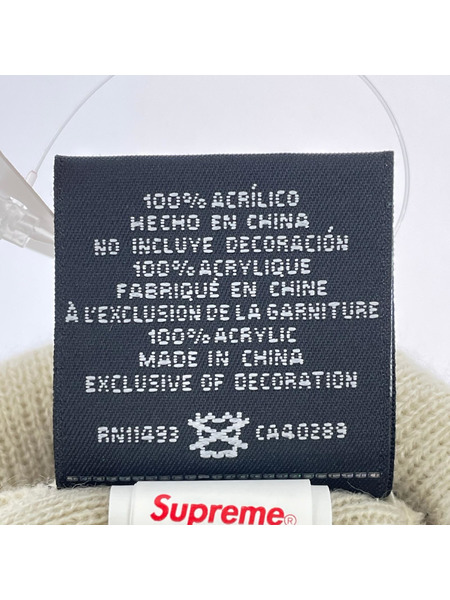 100% ACRÍLICO
HECHO EN CHINA
NO INCLUYE DECORACIÓN
100% ACRYLIQUE
FABRIQUÉ EN CHINE
À L'EXCLUSION DE LA GARNITURE
100% ACRYLIC
MADE IN CHINA
EXCLUSIVE OF DECORATION
RN11493 CA40289
Supreme®